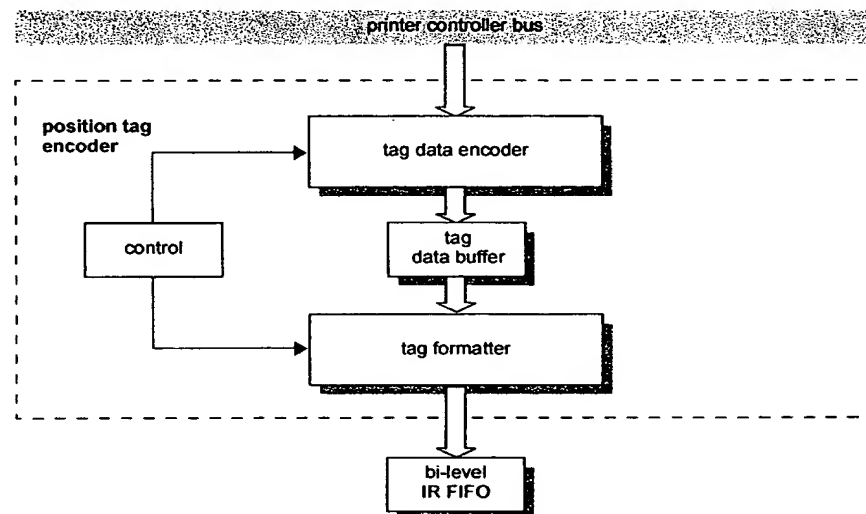 printer controller bus
position tag
encoder
tag data encoder
control
tag
data buffer
tag formatter
bi-level
IR FIFO